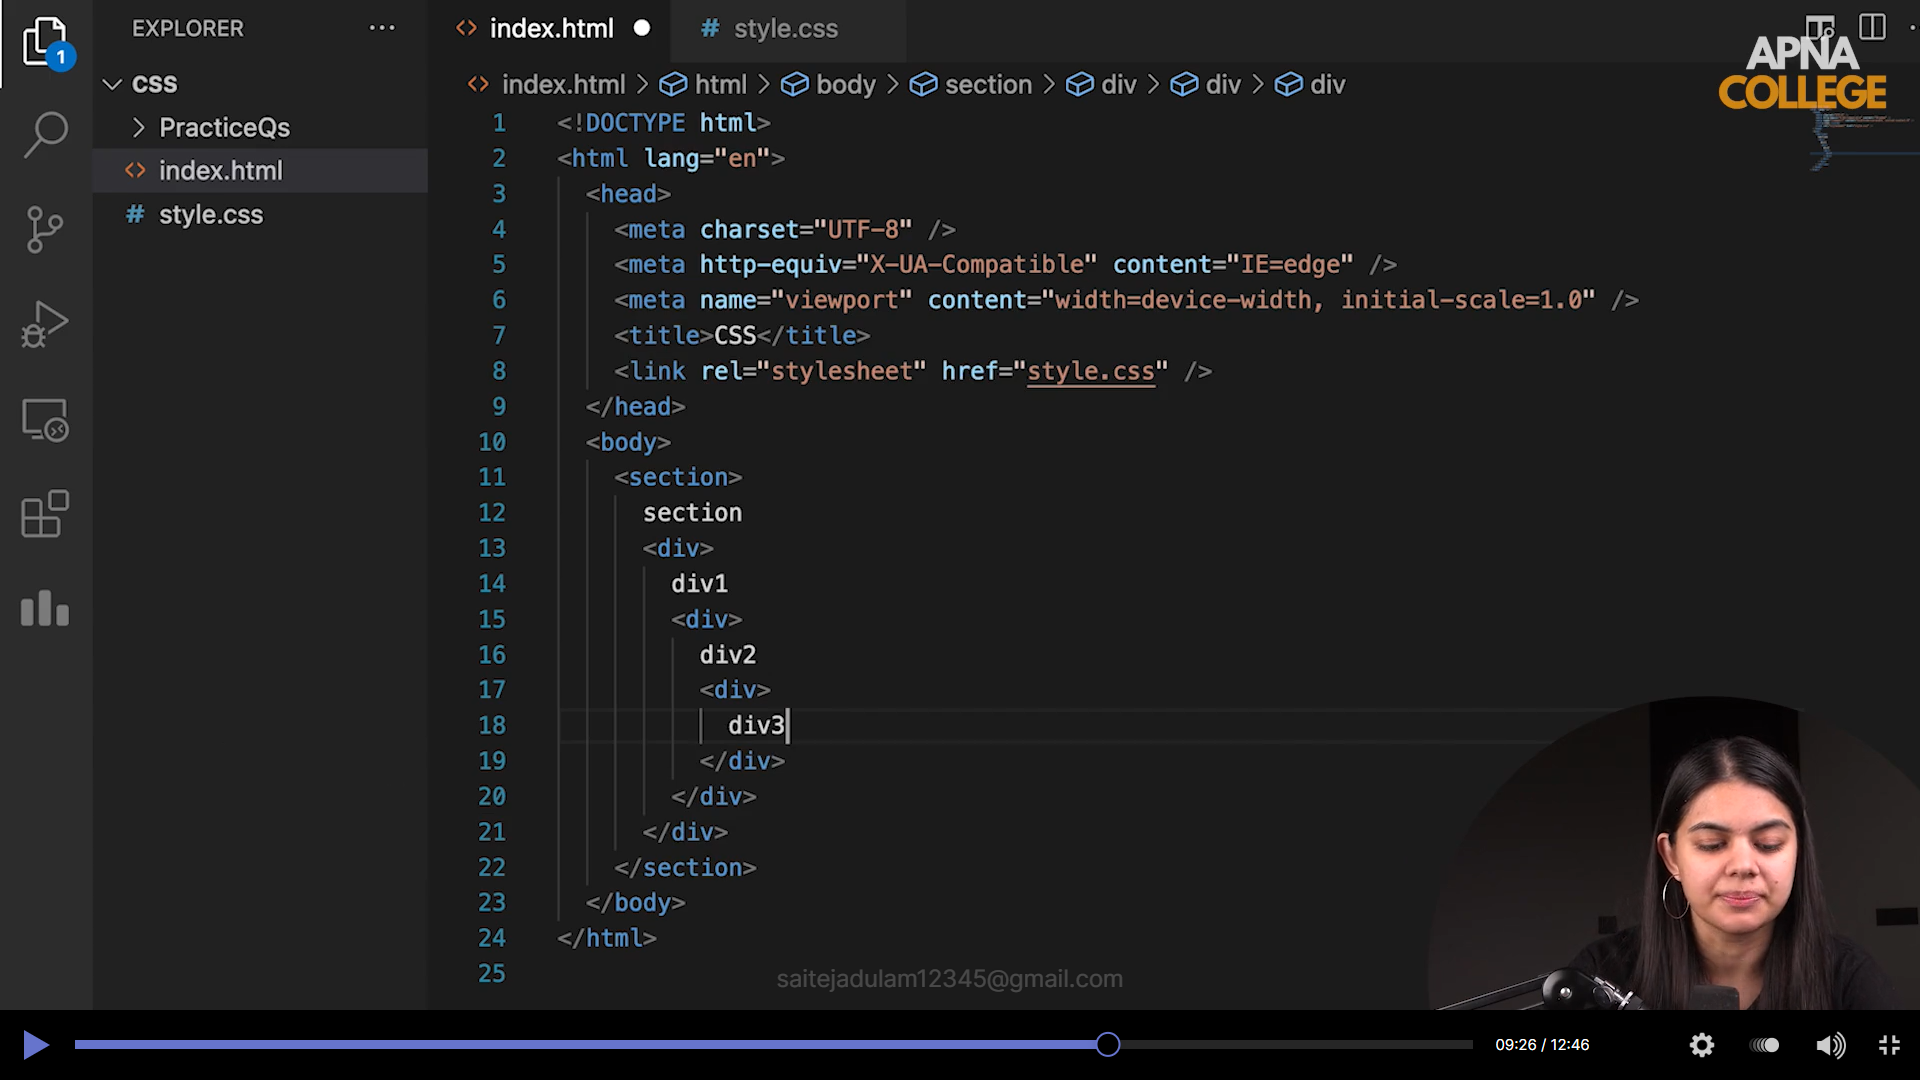 EXPLORER
index.html
style.css
APNA
COLLEGE
1
CSS
index.html > html > body > section > div > div > div
PracticeQs
index.html
style.css
1 <!DOCTYPE html>
2 <html lang="en">
3 <head>
4 <meta charset="UTF-8" />
5 <meta http-equiv="X-UA-Compatible" content="IE=edge" />
6 <meta name="viewport" content="width=device-width, initial-scale=1.0" />
7 <title>CSS</title>
8 <link rel="stylesheet" href="style.css" />
9 </head>
10 <body>
11 <section>
12 section
13 <div>
14 div1
15 <div>
16 div2
17 <div>
18 div3
19 </div>
20 </div>
21 </div>
22 </section>
23 </body>
24 </html>
25
saitejadulam12345@gmail.com
09:26 / 12:46